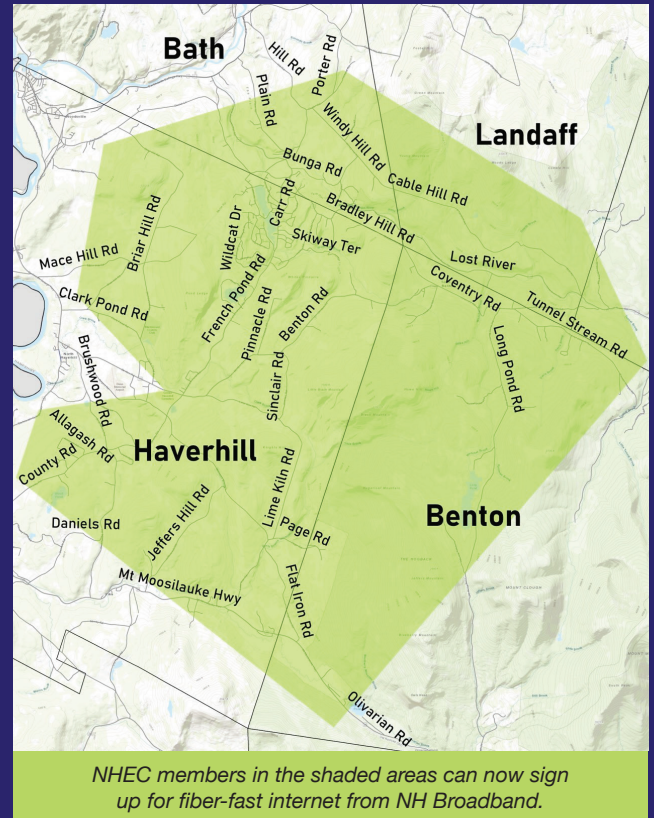 Bath
Hill Rd
Porter Rd
Plain Rd
Windy Hill Rd
Landaff
Bunga Rd
Cable Hill Rd
Carr Rd
Bradley Hill Rd
Wildcat Dr
Skiway Ter
Briar Hill Rd
Mace Hill Rd
Lost River
French Pond Rd
Coventry Rd
Clark Pond Rd
Pinnacle Rd
Benton Rd
Tunnel Stream Rd
Brushwood Rd
Sinclair Rd
Long Pond Rd
Allagash Rd
Haverhill
County Rd
Lime Kiln Rd
Jeffers Hill Rd
Benton
Daniels Rd
Page Rd
Mt Moosilauke Hwy
Flat Iron Rd
Olivarian Rd
NHEC members in the shaded areas can now sign
up for fiber-fast internet from NH Broadband.